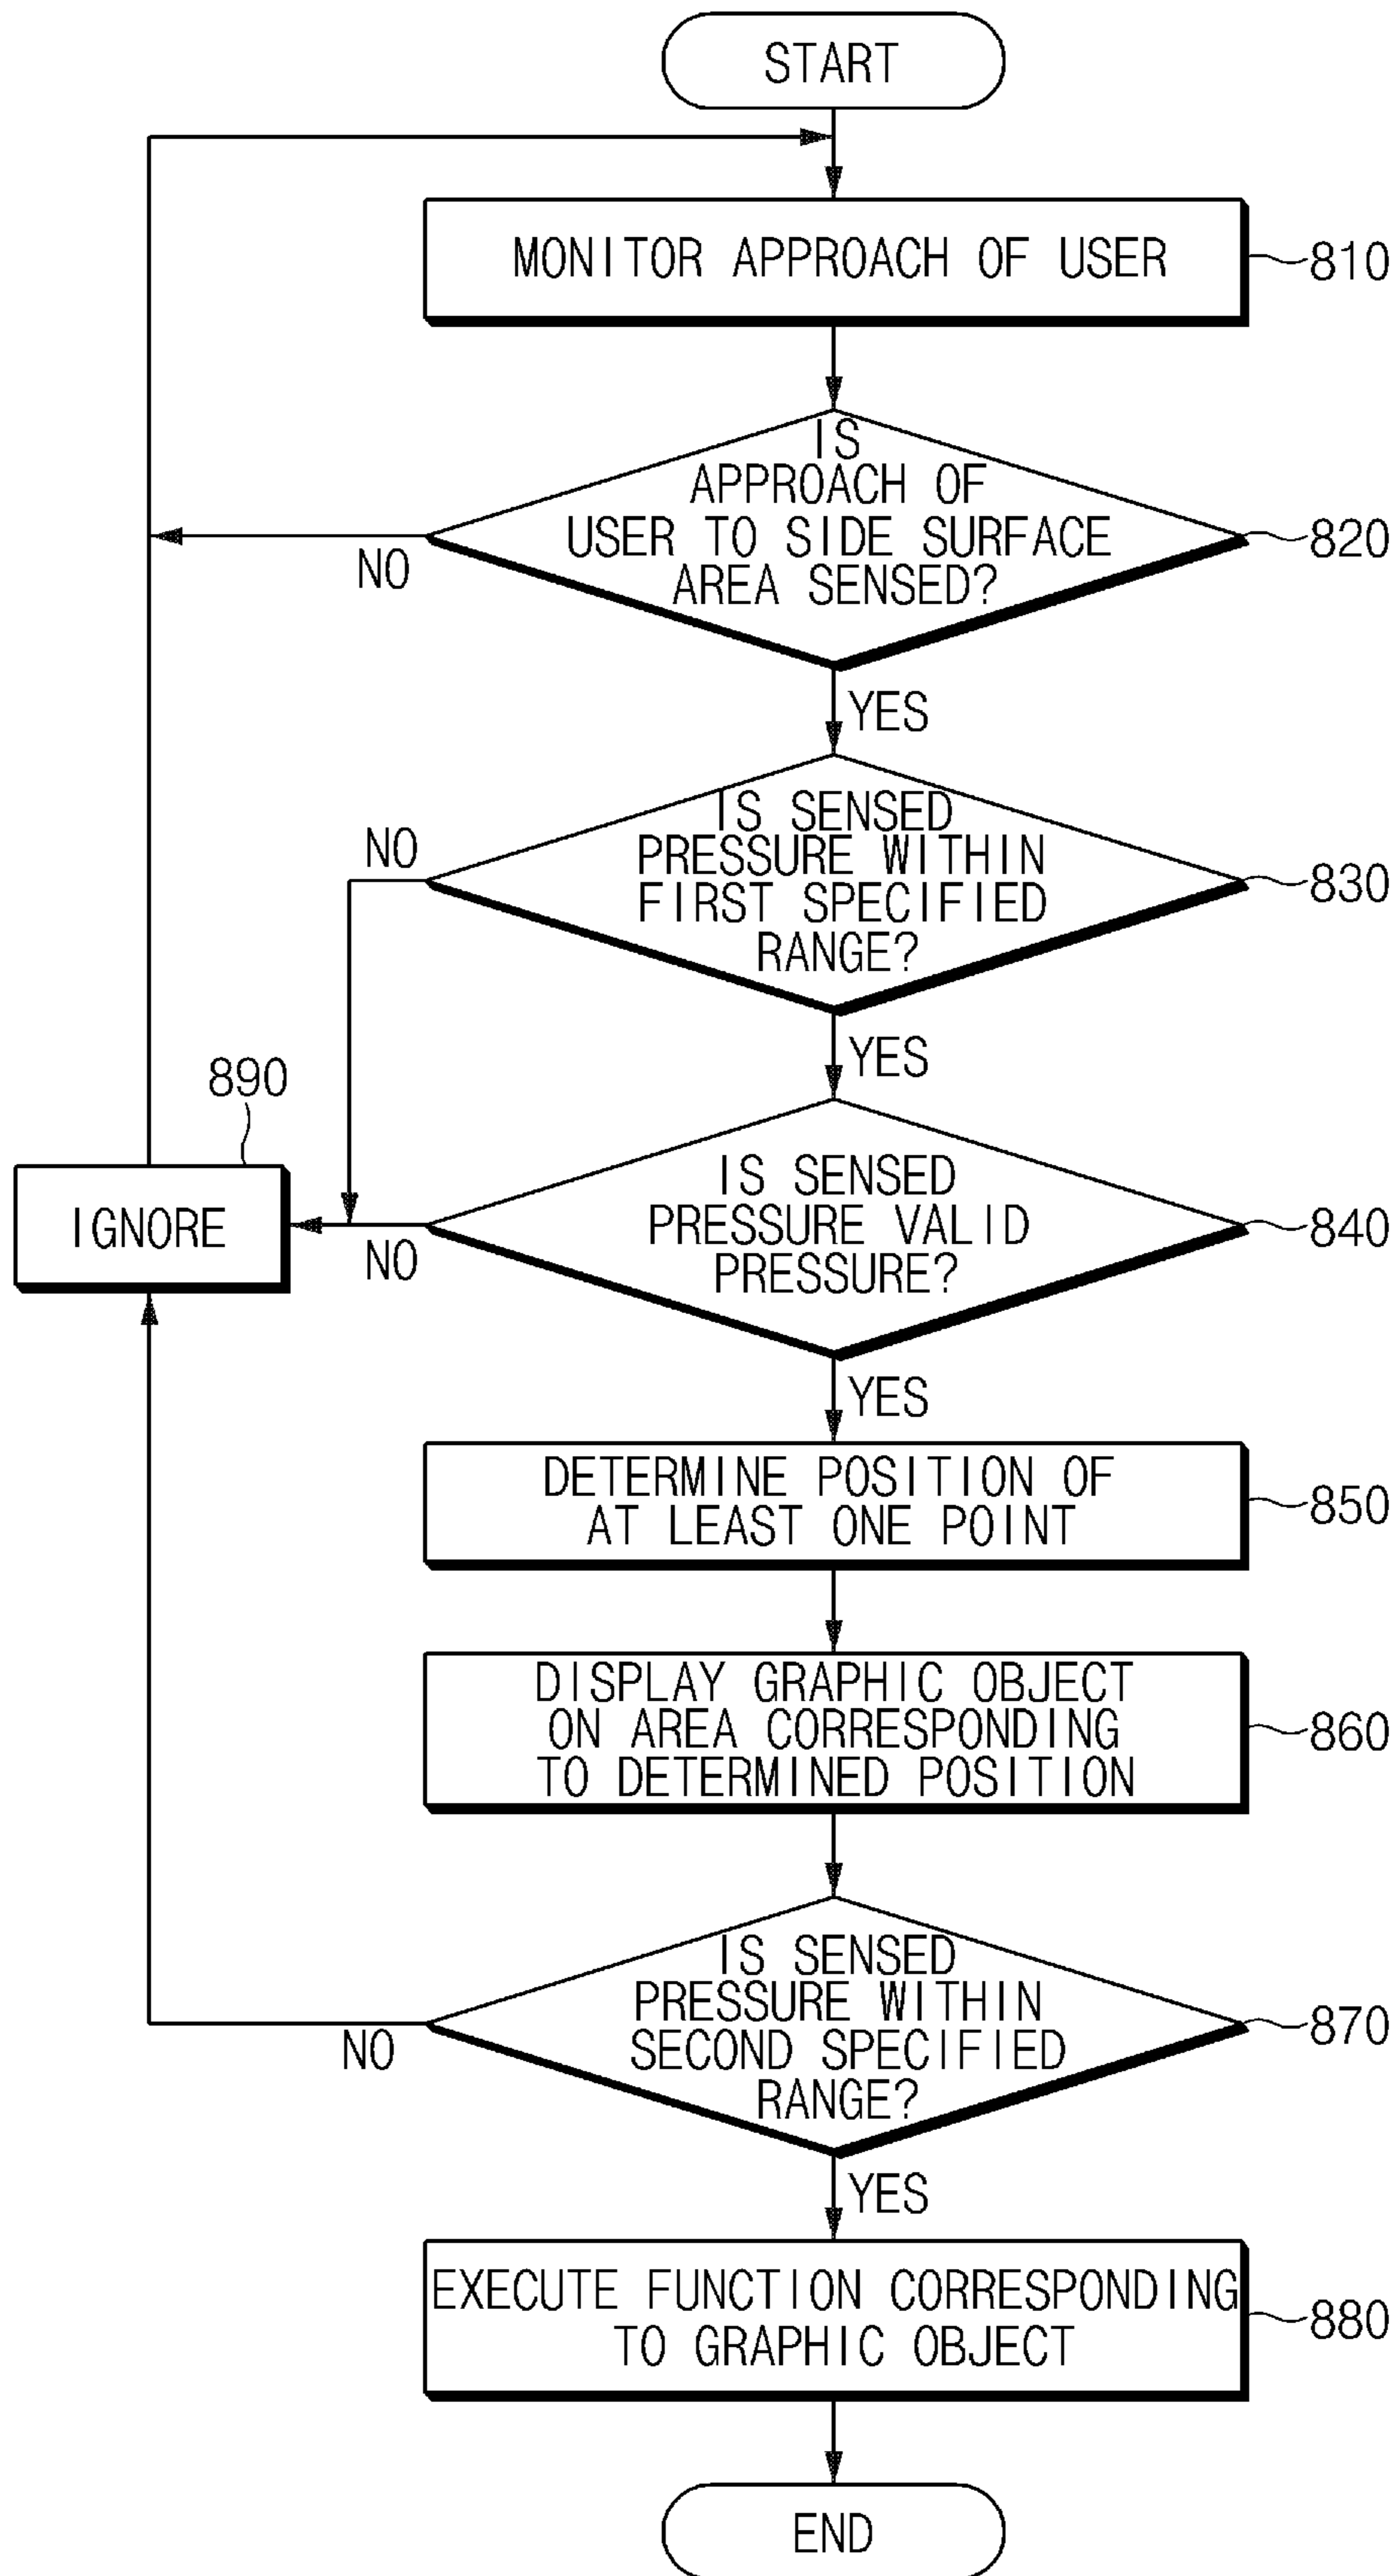 START
MONITOR APPROACH OF USER
810
IS
APPROACH OF
USER TO SIDE SURFACE
AREA SENSED?
820
NO
YES
IS SENSED
PRESSURE WITHIN
FIRST SPECIFIED
RANGE?
830
NO
YES
890
IGNORE
IS SENSED
PRESSURE VALID
PRESSURE?
840
NO
YES
DETERMINE POSITION OF
AT LEAST ONE POINT
850
DISPLAY GRAPHIC OBJECT
ON AREA CORRESPONDING
TO DETERMINED POSITION
860
IS SENSED
PRESSURE WITHIN
SECOND SPECIFIED
RANGE?
870
NO
YES
EXECUTE FUNCTION CORRESPONDING
TO GRAPHIC OBJECT
880
END